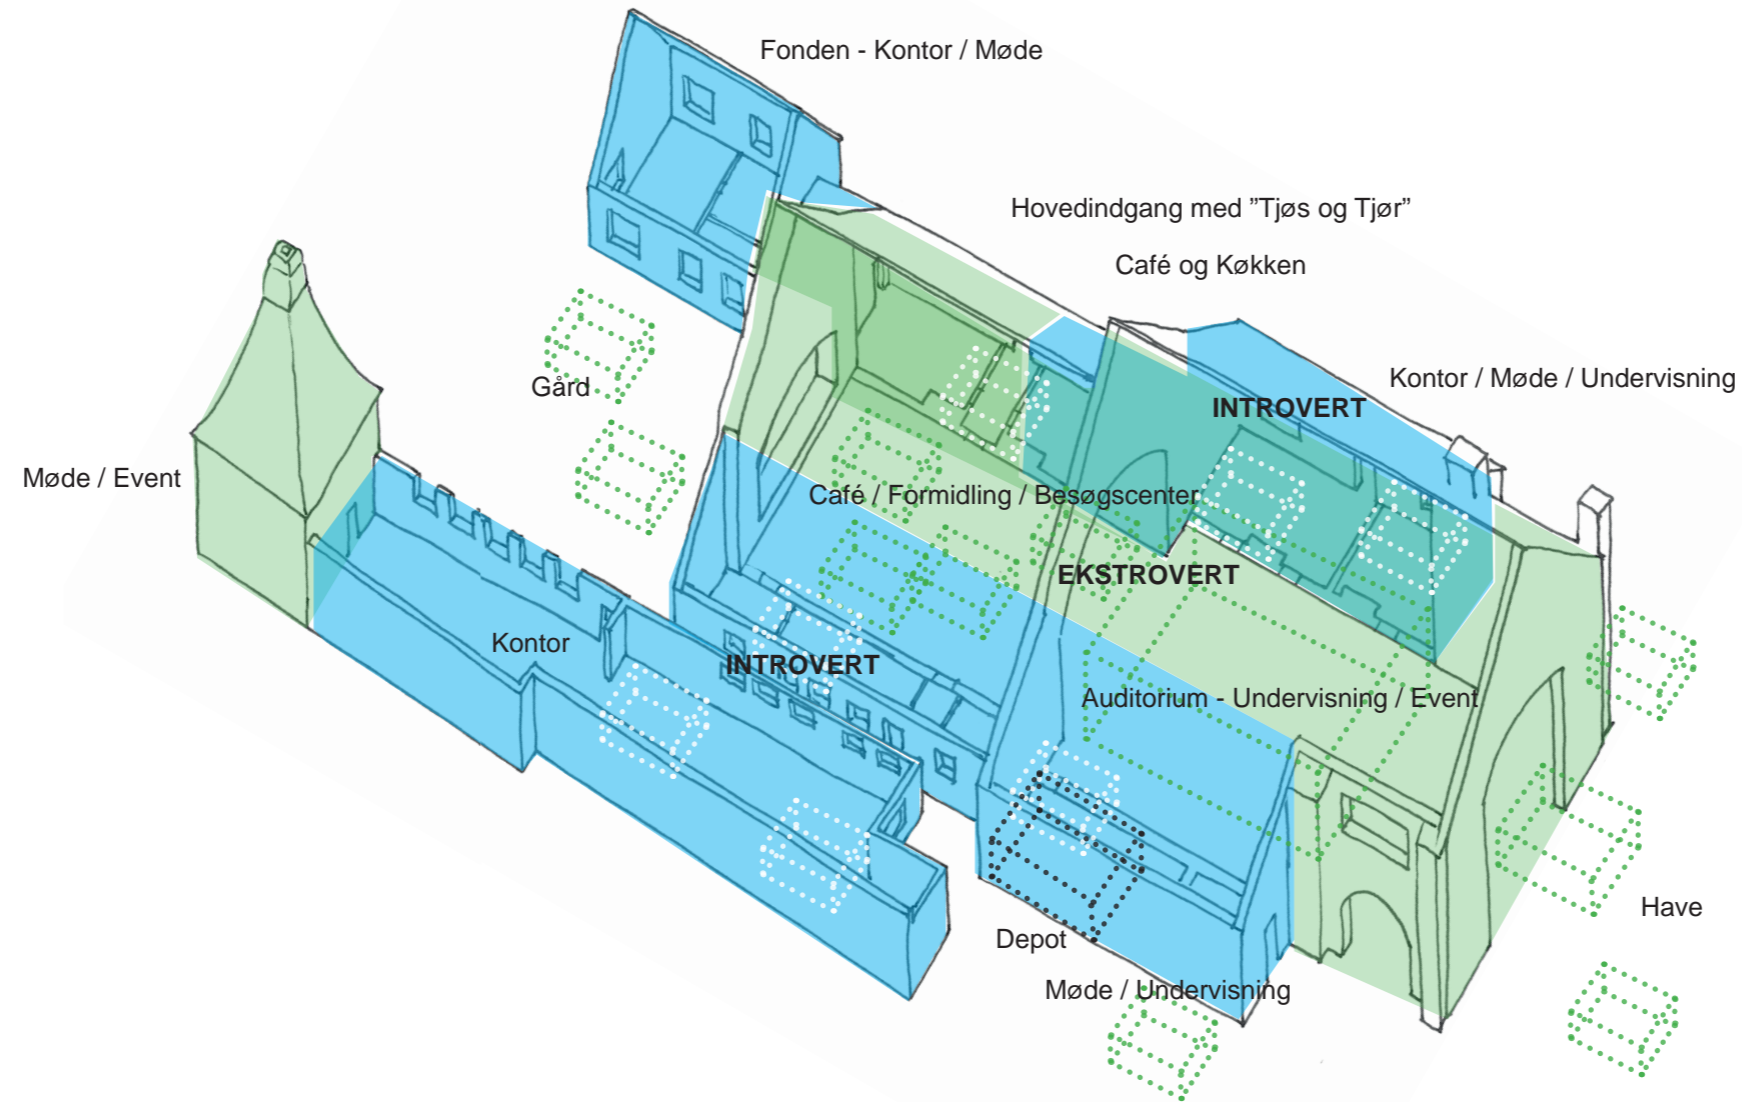 Fonden - Kontor / Møde
Hovedindgang med ”Tjøs og Tjør”
Café og Køkken
Kontor / Møde / Undervisning
INTROVERT
Gård
Møde / Event
Café / Formidling / Besøgscenter
EKSTROVERT
Kontor
INTROVERT
Auditorium - Undervisning / Event
Have
Depot
Møde / Undervisning